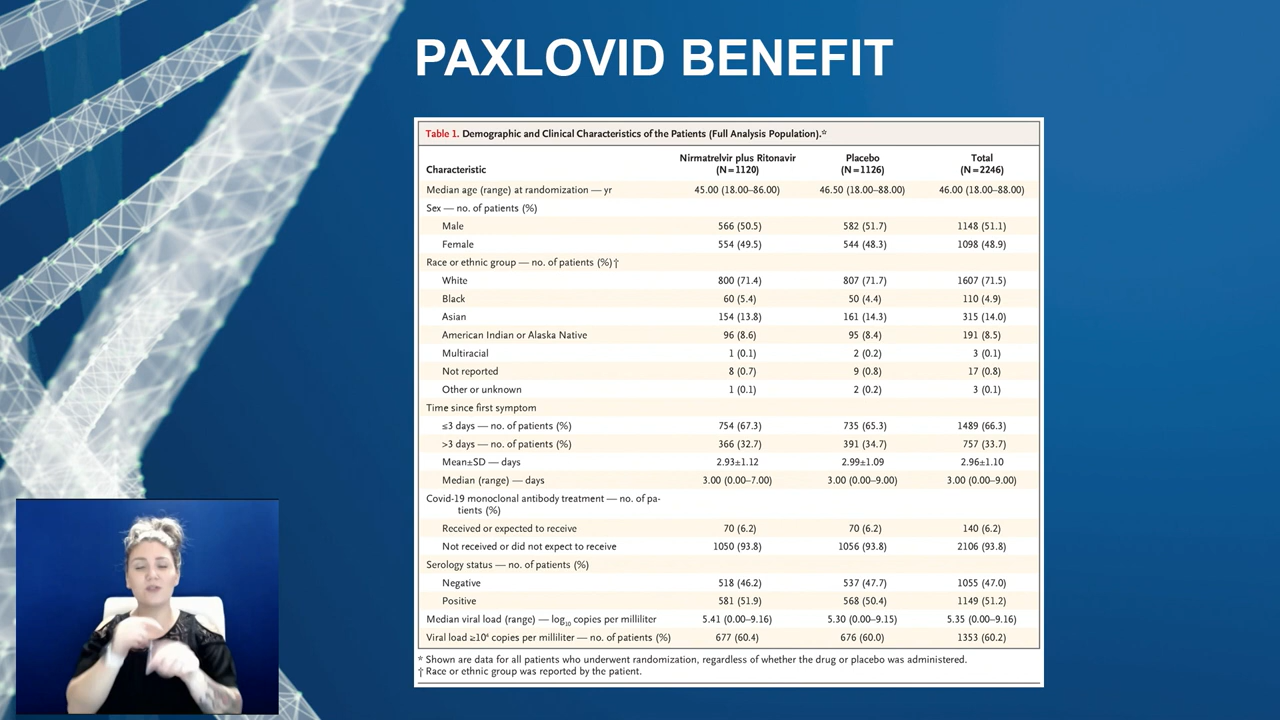 PAXLOVID BENEFIT
Table 1. Demographic and Clinical Characteristics of the Patients (Full Analysis Population).*
Characteristic Nirmatrelvir plus Ritonavir (N=1120) Placebo (N=1126) Total (N=2246)
Median age (range) at randomization — yr 45.00 (18.00–86.00) 46.50 (18.00–88.00) 46.00 (18.00–88.00)
Sex — no. of patients (%)
Male 566 (50.5) 582 (51.7) 1148 (51.1)
Female 554 (49.5) 544 (48.3) 1098 (48.9)
Race or ethnic group — no. of patients (%)†
White 800 (71.4) 807 (71.7) 1607 (71.5)
Black 60 (5.4) 50 (4.4) 110 (4.9)
Asian 154 (13.8) 161 (14.3) 315 (14.0)
American Indian or Alaska Native 96 (8.6) 95 (8.4) 191 (8.5)
Multiracial 1 (0.1) 2 (0.2) 3 (0.1)
Not reported 8 (0.7) 9 (0.8) 17 (0.8)
Other or unknown 1 (0.1) 2 (0.2) 3 (0.1)
Time since first symptom
≤3 days — no. of patients (%) 754 (67.3) 735 (65.3) 1489 (66.3)
>3 days — no. of patients (%) 366 (32.7) 391 (34.7) 757 (33.7)
Mean±SD — days 2.93±1.12 2.99±1.09 2.96±1.10
Median (range) — days 3.00 (0.00–7.00) 3.00 (0.00–9.00) 3.00 (0.00–9.00)
Covid-19 monoclonal antibody treatment — no. of pa-
tients (%)
Received or expected to receive 70 (6.2) 70 (6.2) 140 (6.2)
Not received or did not expect to receive 1050 (93.8) 1056 (93.8) 2106 (93.8)
Serology status — no. of patients (%)
Negative 518 (46.2) 537 (47.7) 1055 (47.0)
Positive 581 (51.9) 568 (50.4) 1149 (51.2)
Median viral load (range) — log₁₀ copies per milliliter 5.41 (0.00–9.16) 5.30 (0.00–9.15) 5.35 (0.00–9.16)
Viral load ≥10⁴ copies per milliliter — no. of patients (%) 677 (60.4) 676 (60.0) 1353 (60.2)
* Shown are data for all patients who underwent randomization, regardless of whether the drug or placebo was administered.
† Race or ethnic group was reported by the patient.